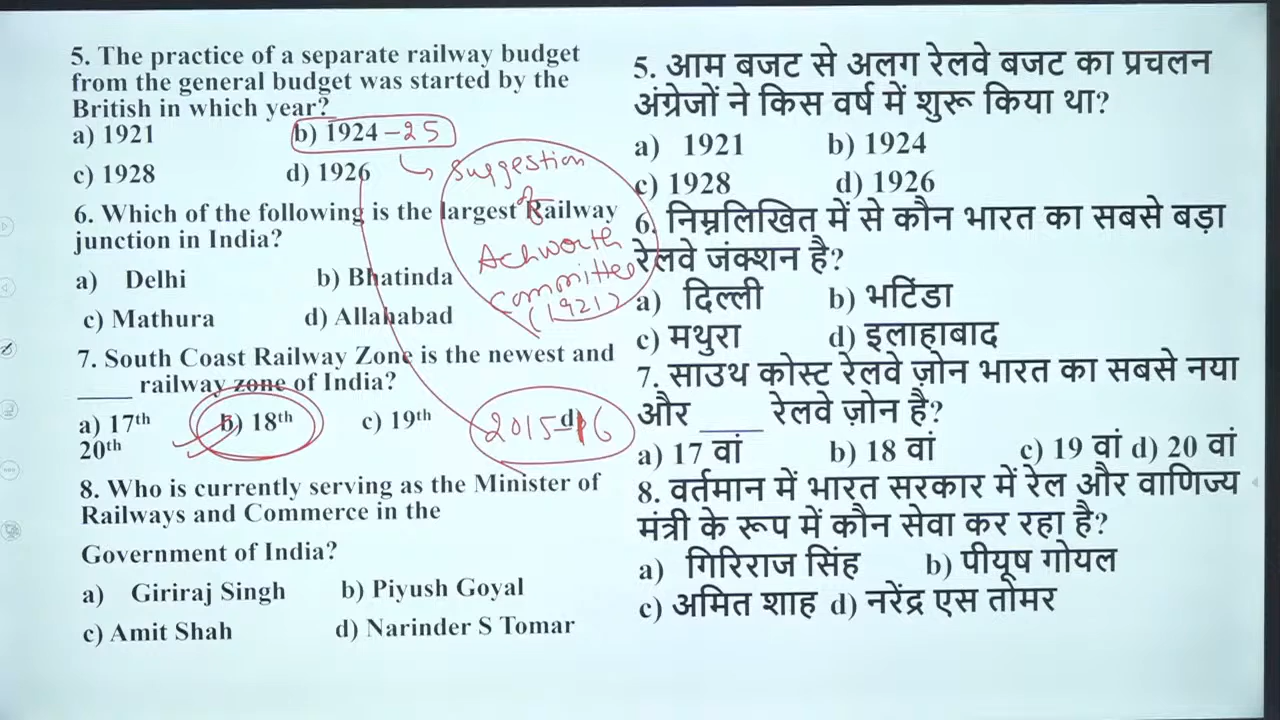 5. The practice of a separate railway budget
from the general budget was started by the
British in which year?
a) 1921 b) 1924 – 25
c) 1928 d) 1926
Suggestion
of
Achworth
committee
(1921)
6. Which of the following is the largest Railway
junction in India?
a) Delhi b) Bhatinda
c) Mathura d) Allahabad
7. South Coast Railway Zone is the newest and
____ railway zone of India?
a) 17th b) 18th c) 19th d)
20th
2015-16
8. Who is currently serving as the Minister of
Railways and Commerce in the
Government of India?
a) Giriraj Singh b) Piyush Goyal
c) Amit Shah d) Narinder S Tomar
5. आम बजट से अलग रेलवे बजट का प्रचलन
अंग्रेजों ने किस वर्ष में शुरू किया था?
a) 1921 b) 1924
c) 1928 d) 1926
6. निम्नलिखित में से कौन भारत का सबसे बड़ा
रेलवे जंक्शन है?
a) दिल्ली b) भटिंडा
c) मथुरा d) इलाहाबाद
7. साउथ कोस्ट रेलवे ज़ोन भारत का सबसे नया
और ____ रेलवे ज़ोन है?
a) 17 वां b) 18 वां c) 19 वां d) 20 वां
8. वर्तमान में भारत सरकार में रेल और वाणिज्य
मंत्री के रूप में कौन सेवा कर रहा है?
a) गिरिराज सिंह b) पीयूष गोयल
c) अमित शाह d) नरेंद्र एस तोमर